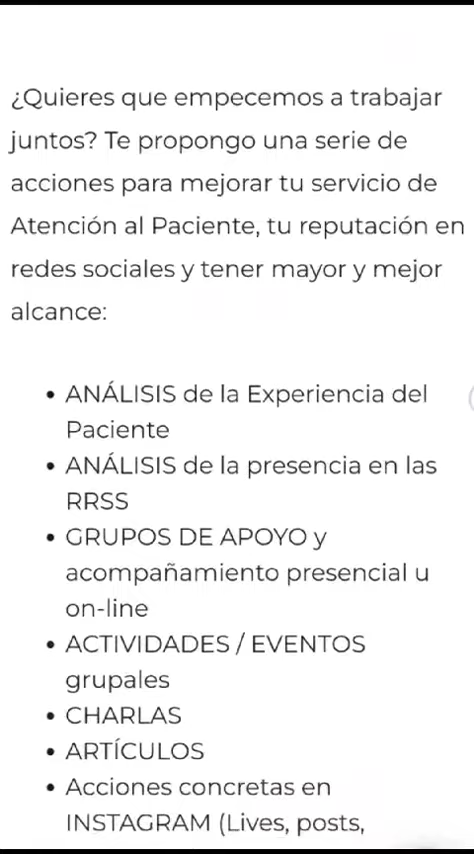 ¿Quieres que empecemos a trabajar
juntos? Te propongo una serie de
acciones para mejorar tu servicio de
Atención al Paciente, tu reputación en
redes sociales y tener mayor y mejor
alcance:
• ANÁLISIS de la Experiencia del
Paciente
• ANÁLISIS de la presencia en las
RRSS
• GRUPOS DE APOYO y
acompañamiento presencial u
on-line
• ACTIVIDADES / EVENTOS
grupales
• CHARLAS
• ARTÍCULOS
• Acciones concretas en
INSTAGRAM (Lives, posts,